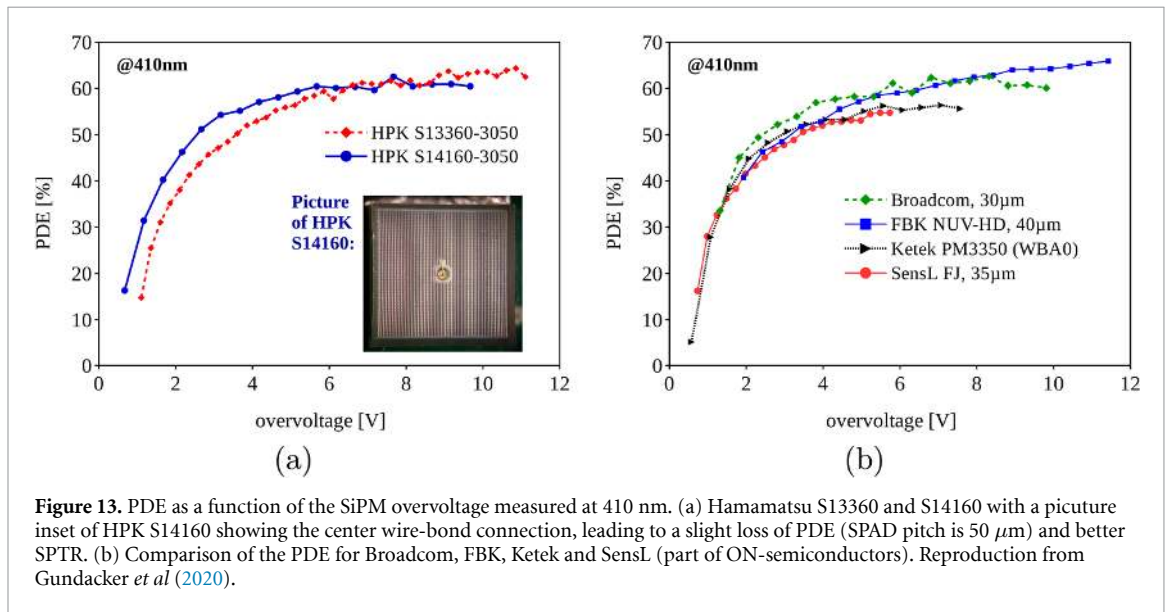 70
60
50
40
30
20
10
0
PDE [%]
@410nm
HPK S13360-3050
HPK S14160-3050
Picture
of HPK
S14160:
0 2 4 6 8 10 12
overvoltage [V]
(a)
70
60
50
40
30
20
10
0
PDE [%]
@410nm
Broadcom, 30µm
FBK NUV-HD, 40µm
Ketek PM3350 (WBA0)
SensL FJ, 35µm
0 2 4 6 8 10 12
overvoltage [V]
(b)
Figure 13. PDE as a function of the SiPM overvoltage measured at 410 nm. (a) Hamamatsu S13360 and S14160 with a picuture
inset of HPK S14160 showing the center wire-bond connection, leading to a slight loss of PDE (SPAD pitch is 50 µm) and better
SPTR. (b) Comparison of the PDE for Broadcom, FBK, Ketek and SensL (part of ON-semiconductors). Reproduction from
Gundacker et al (2020).